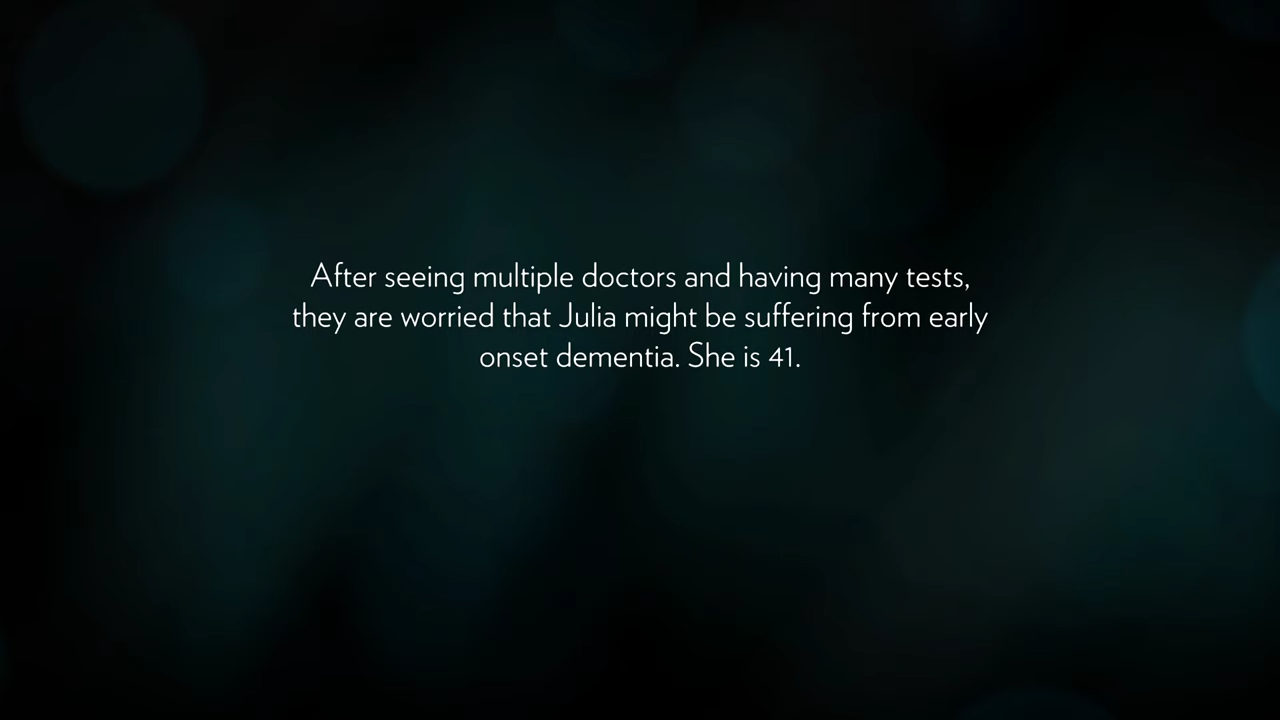 After seeing multiple doctors and having many tests,
they are worried that Julia might be suffering from early
onset dementia. She is 41.